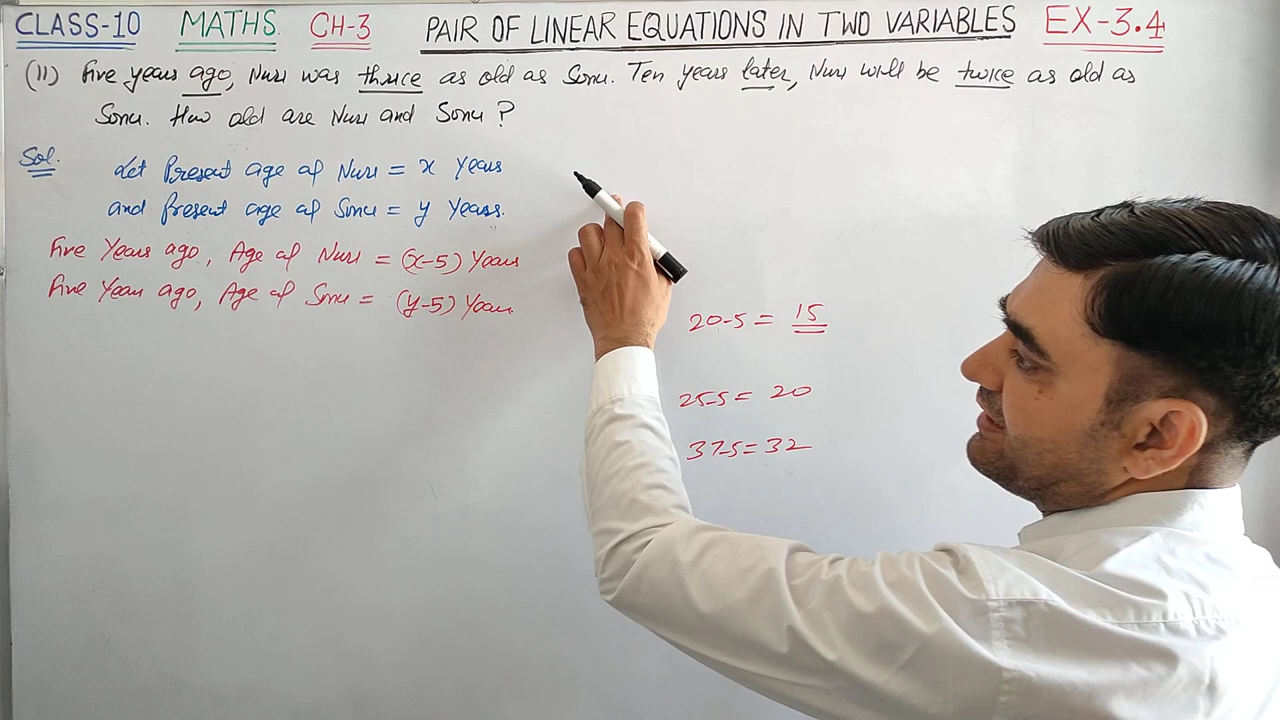 CLASS-10 MATHS CH-3 PAIR OF LINEAR EQUATIONS IN TWO VARIABLES EX-3.4
(11) Five years ago, Nuri was thrice as old as Sonu. Ten years later, Nuri will be twice as old as
Sonu. How old are Nuri and Sonu ?
Sol.
Let Present age of Nuri = x Years
and Present age of Sonu = y Years.
Five Years ago, Age of Nuri = (x-5) Years
Five Years ago, Age of Sonu = (y-5) Years
20-5 = 15
25-5 = 20
37-5 = 32